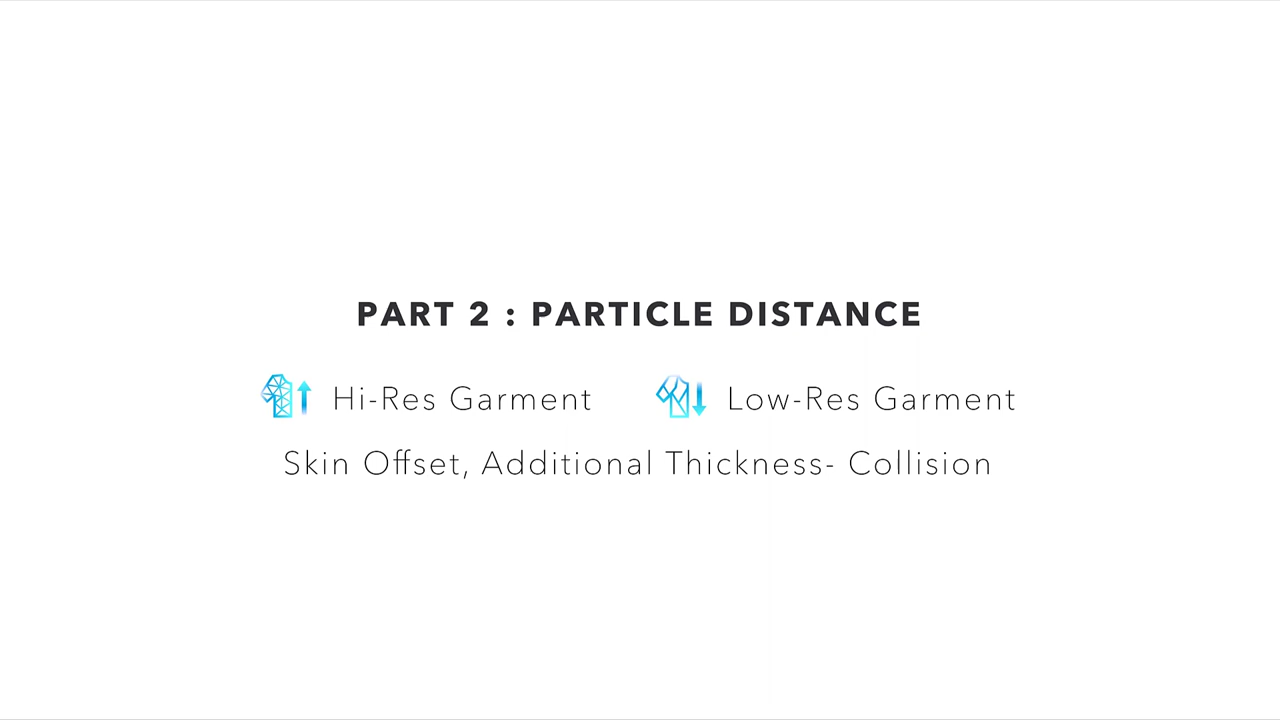 PART 2 : PARTICLE DISTANCE
Hi-Res Garment Low-Res Garment
Skin Offset, Additional Thickness- Collision